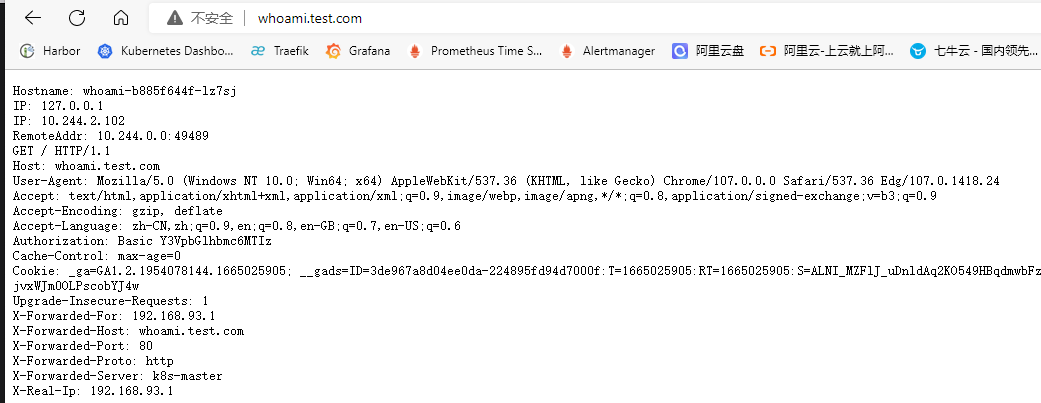 不安全 whoami.test.com
Harbor Kubernetes Dashbo... Traefik Grafana Prometheus Time S... Alertmanager 阿里云盘 阿里云-上云就上阿... 七牛云 - 国内领先...
Hostname: whoami-b885f644f-lz7sj
IP: 127.0.0.1
IP: 10.244.2.102
RemoteAddr: 10.244.0.0:49489
GET / HTTP/1.1
Host: whoami.test.com
User-Agent: Mozilla/5.0 (Windows NT 10.0; Win64; x64) AppleWebKit/537.36 (KHTML, like Gecko) Chrome/107.0.0.0 Safari/537.36 Edg/107.0.1418.24
Accept: text/html,application/xhtml+xml,application/xml;q=0.9,image/webp,image/apng,*/*;q=0.8,application/signed-exchange;v=b3;q=0.9
Accept-Encoding: gzip, deflate
Accept-Language: zh-CN,zh;q=0.9,en;q=0.8,en-GB;q=0.7,en-US;q=0.6
Authorization: Basic Y3VpbGlhbmc6MTIz
Cache-Control: max-age=0
Cookie: _ga=GA1.2.1954078144.1665025905; __gads=ID=3de967a8d04ee0da-224895fd94d7000f:T=1665025905:RT=1665025905:S=ALNI_MZFlJ_uDnldAq2KO549HBqdmwbFz
jvxWJm0OLPscobYJ4w
Upgrade-Insecure-Requests: 1
X-Forwarded-For: 192.168.93.1
X-Forwarded-Host: whoami.test.com
X-Forwarded-Port: 80
X-Forwarded-Proto: http
X-Forwarded-Server: k8s-master
X-Real-Ip: 192.168.93.1